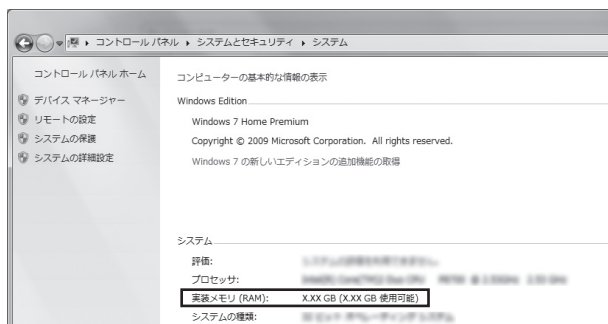 コントロール パネル ▸ システムとセキュリティ ▸ システム
コントロール パネル ホーム
デバイス マネージャー
リモートの設定
システムの保護
システムの詳細設定
コンピューターの基本的な情報の表示
Windows Edition
Windows 7 Home Premium
Copyright © 2009 Microsoft Corporation. All rights reserved.
Windows 7 の新しいエディションの追加機能の取得
システム
評価:
プロセッサ:
実装メモリ (RAM): X.XX GB (X.XX GB 使用可能)
システムの種類: